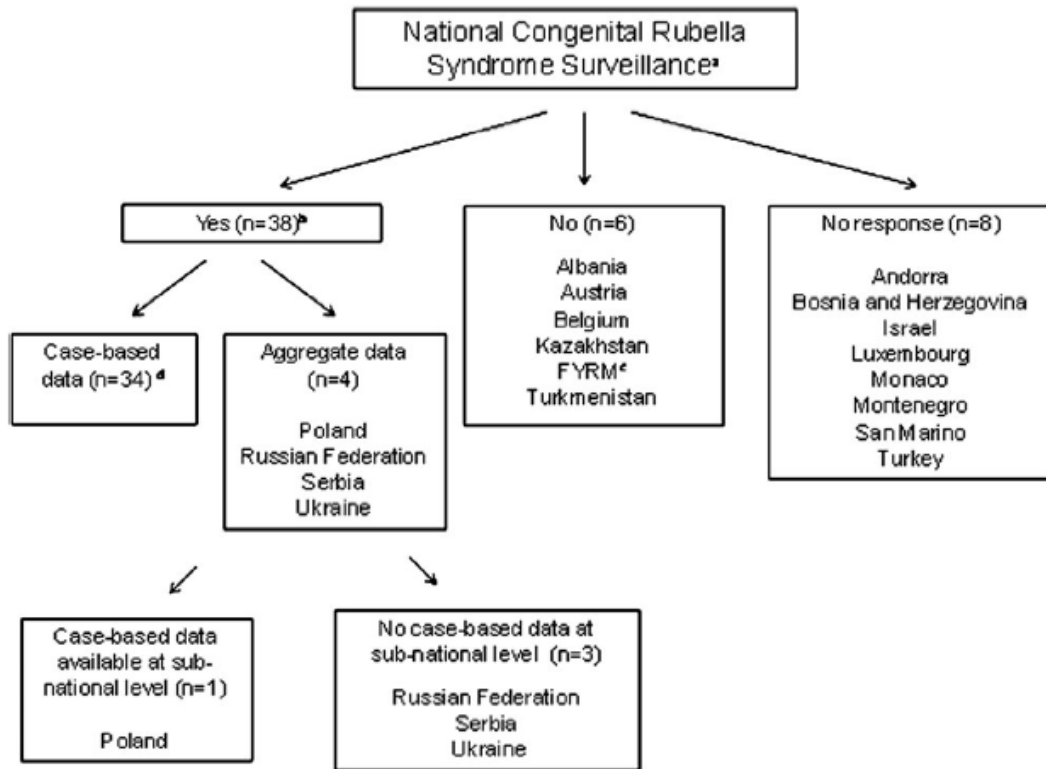 National Congenital Rubella
Syndrome Surveillanceᵃ
Yes (n=38)ᵇ
No (n=6)
Albania
Austria
Belgium
Kazakhstan
FYRMᶜ
Turkmenistan
No response (n=8)
Andorra
Bosnia and Herzegovina
Israel
Luxembourg
Monaco
Montenegro
San Marino
Turkey
Case-based
data (n=34) ᵈ
Aggregate data
(n=4)
Poland
Russian Federation
Serbia
Ukraine
Case-based data
available at sub-
national level (n=1)
Poland
No case-based data at
sub-national level (n=3)
Russian Federation
Serbia
Ukraine